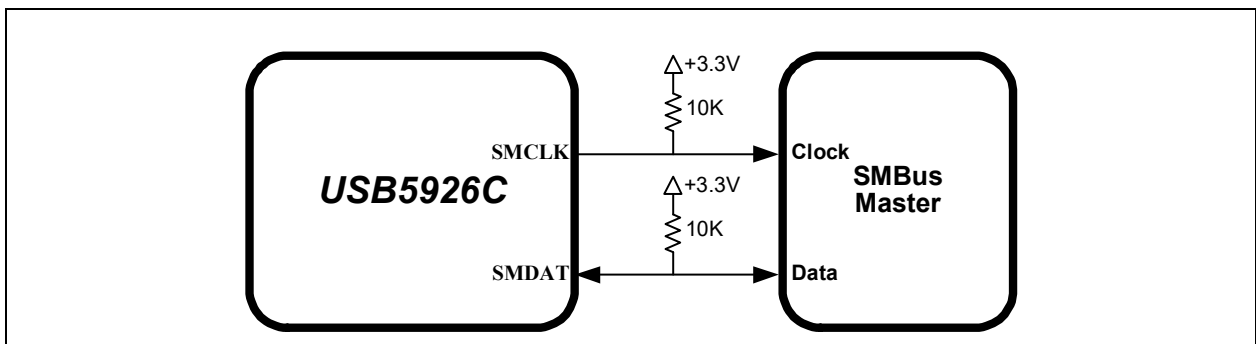 +3.3V
10K
SMCLK
Clock
USB5926C
SMBus
Master
+3.3V
10K
SMDAT
Data